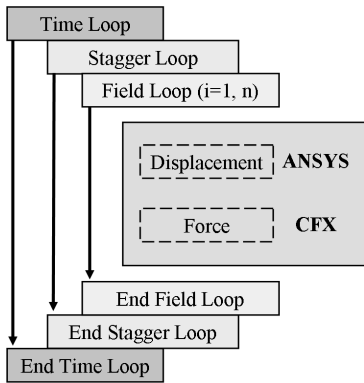 Time Loop
Stagger Loop
Field Loop (i=1, n)
Displacement ANSYS
Force CFX
End Field Loop
End Stagger Loop
End Time Loop